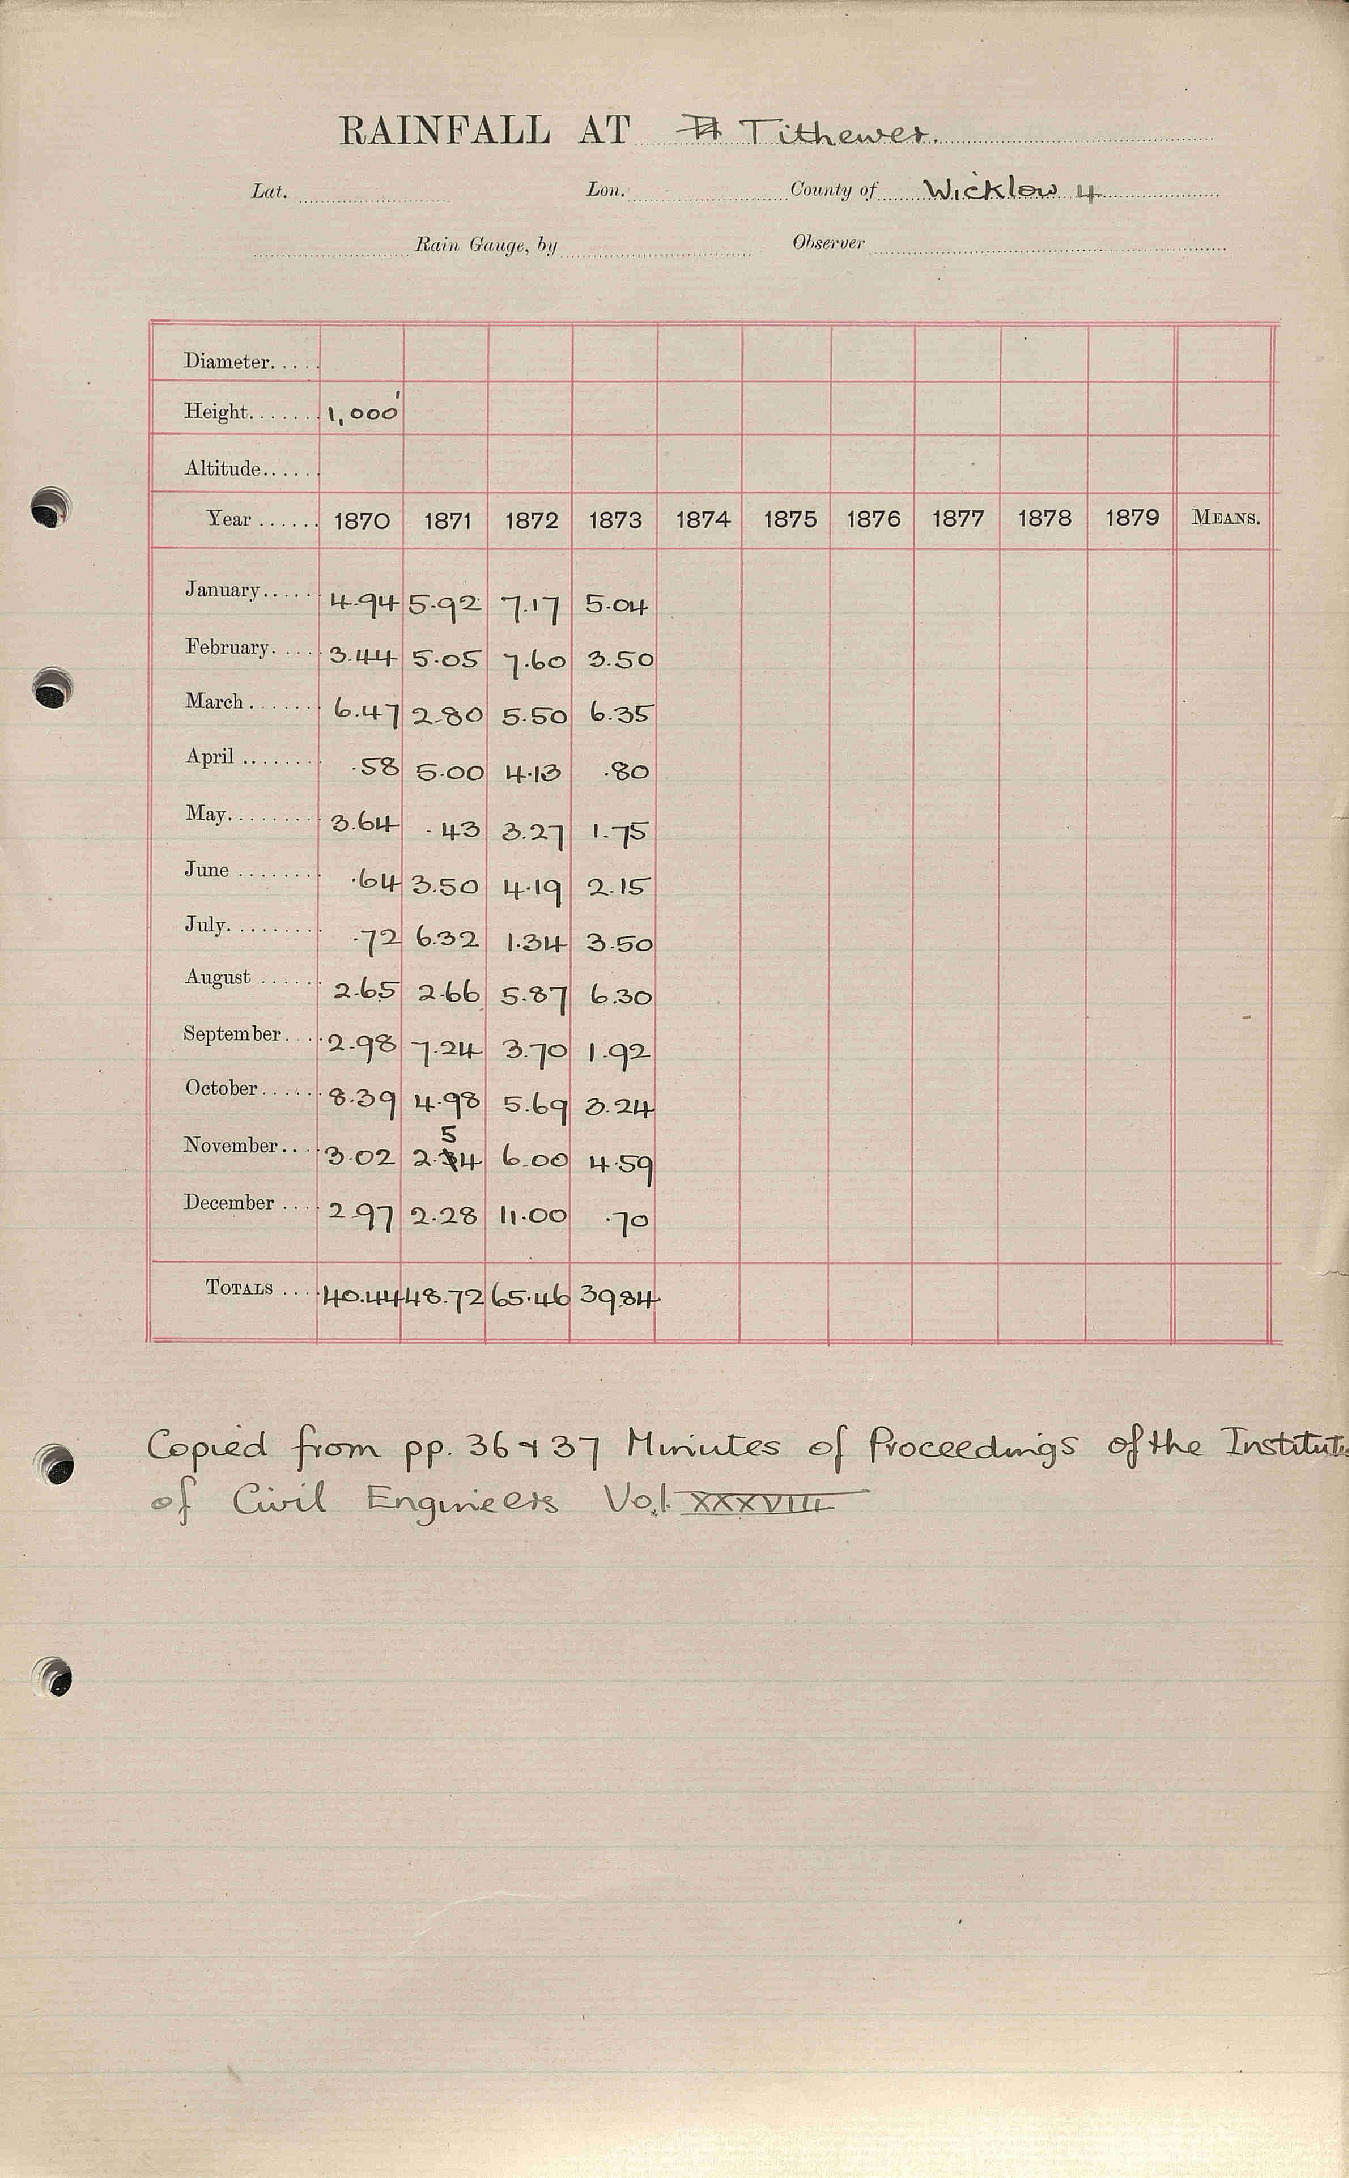 RAINFALL AT Tithewer.
Lat. Lon. County of Wicklow 4
Rain Gauge, by Observer
Diameter
Height 1,000'
Altitude
Year 1870 1871 1872 1873 1874 1875 1876 1877 1878 1879 MEANS.
January 4.94 5.92 7.17 5.04
February 3.44 5.05 7.60 3.50
March 6.47 2.80 5.50 6.35
April .58 5.00 4.13 .80
May 3.64 .43 3.27 1.75
June .64 3.50 4.19 2.15
July .72 6.32 1.34 3.50
August 2.65 2.66 5.87 6.30
September 2.98 7.24 3.70 1.92
October 8.39 4.98 5.69 3.24
November 3.02 2.54 6.00 4.59
December 2.97 2.28 11.00 .70
TOTALS 40.44 48.72 65.46 39.84
Copied from pp. 36 & 37 Minutes of Proceedings of the Institute
of Civil Engineers Vol. XXXVIII